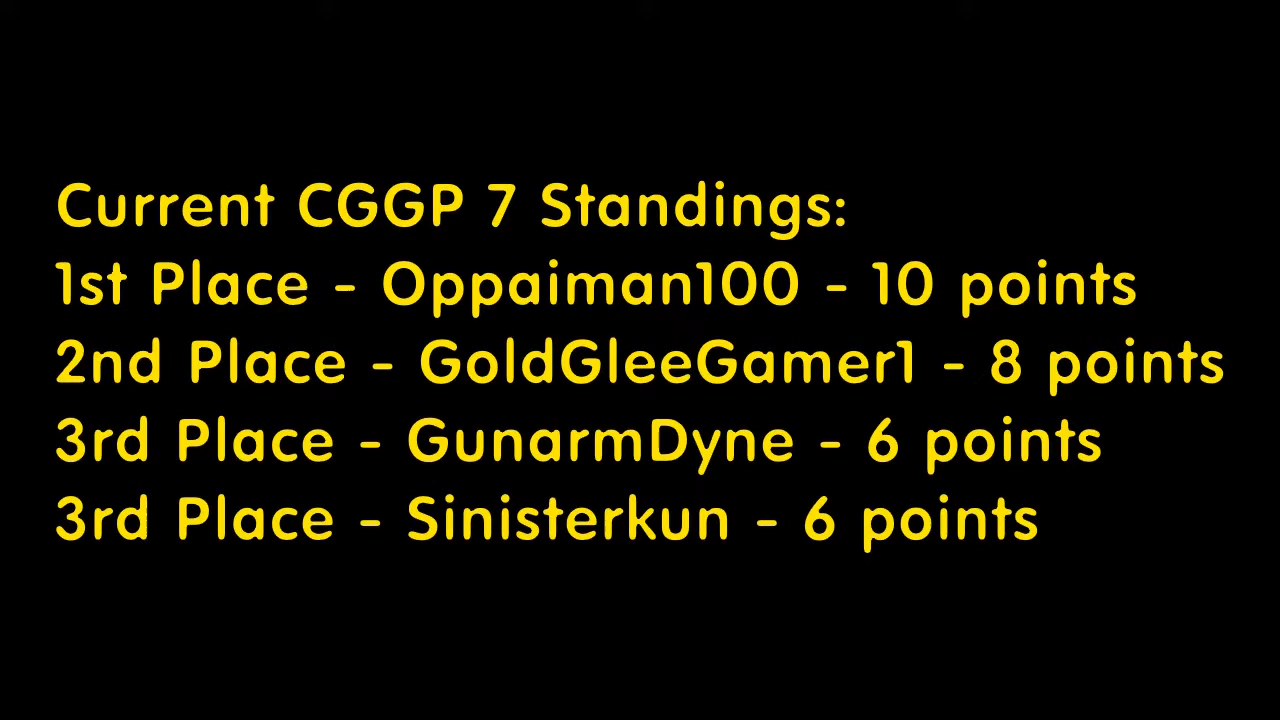 Current CGGP 7 Standings:
1st Place - Oppaiman100 - 10 points
2nd Place - GoldGleeGamer1 - 8 points
3rd Place - GunarmDyne - 6 points
3rd Place - Sinisterkun - 6 points